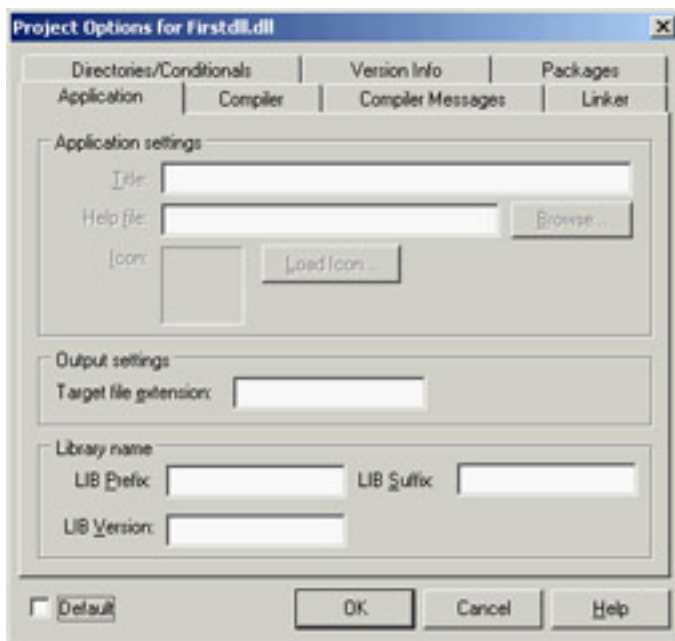 Project Options for Firstdll.dll
Directories/Conditionals Version Info Packages
Application Compiler Compiler Messages Linker
Application settings
Title:
Help file: Browse...
Icon: Load Icon...
Output settings
Target file extension:
Library name
LIB Prefix: LIB Suffix:
LIB Version:
Default OK Cancel Help